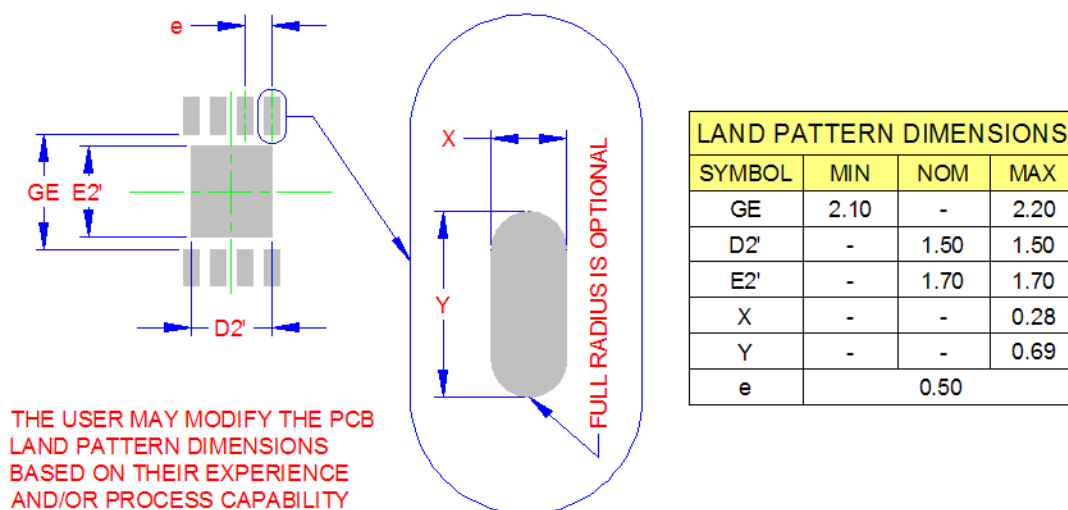 e
GE
E2'
D2'
X
Y
FULL RADIUS IS OPTIONAL
THE USER MAY MODIFY THE PCB
LAND PATTERN DIMENSIONS
BASED ON THEIR EXPERIENCE
AND/OR PROCESS CAPABILITY
LAND PATTERN DIMENSIONS
SYMBOL MIN NOM MAX
GE 2.10 - 2.20
D2' - 1.50 1.50
E2' - 1.70 1.70
X - - 0.28
Y - - 0.69
e 0.50